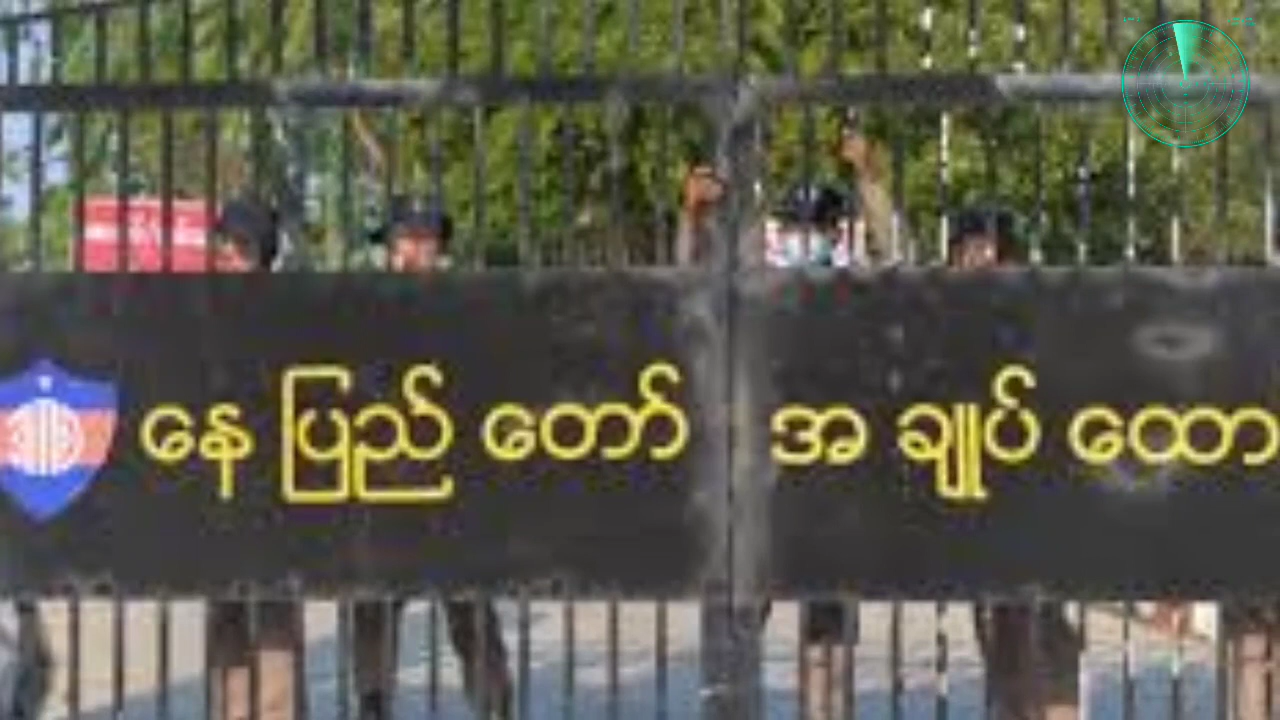 နေ ပြည် တော် အ ချျုပ် ထော